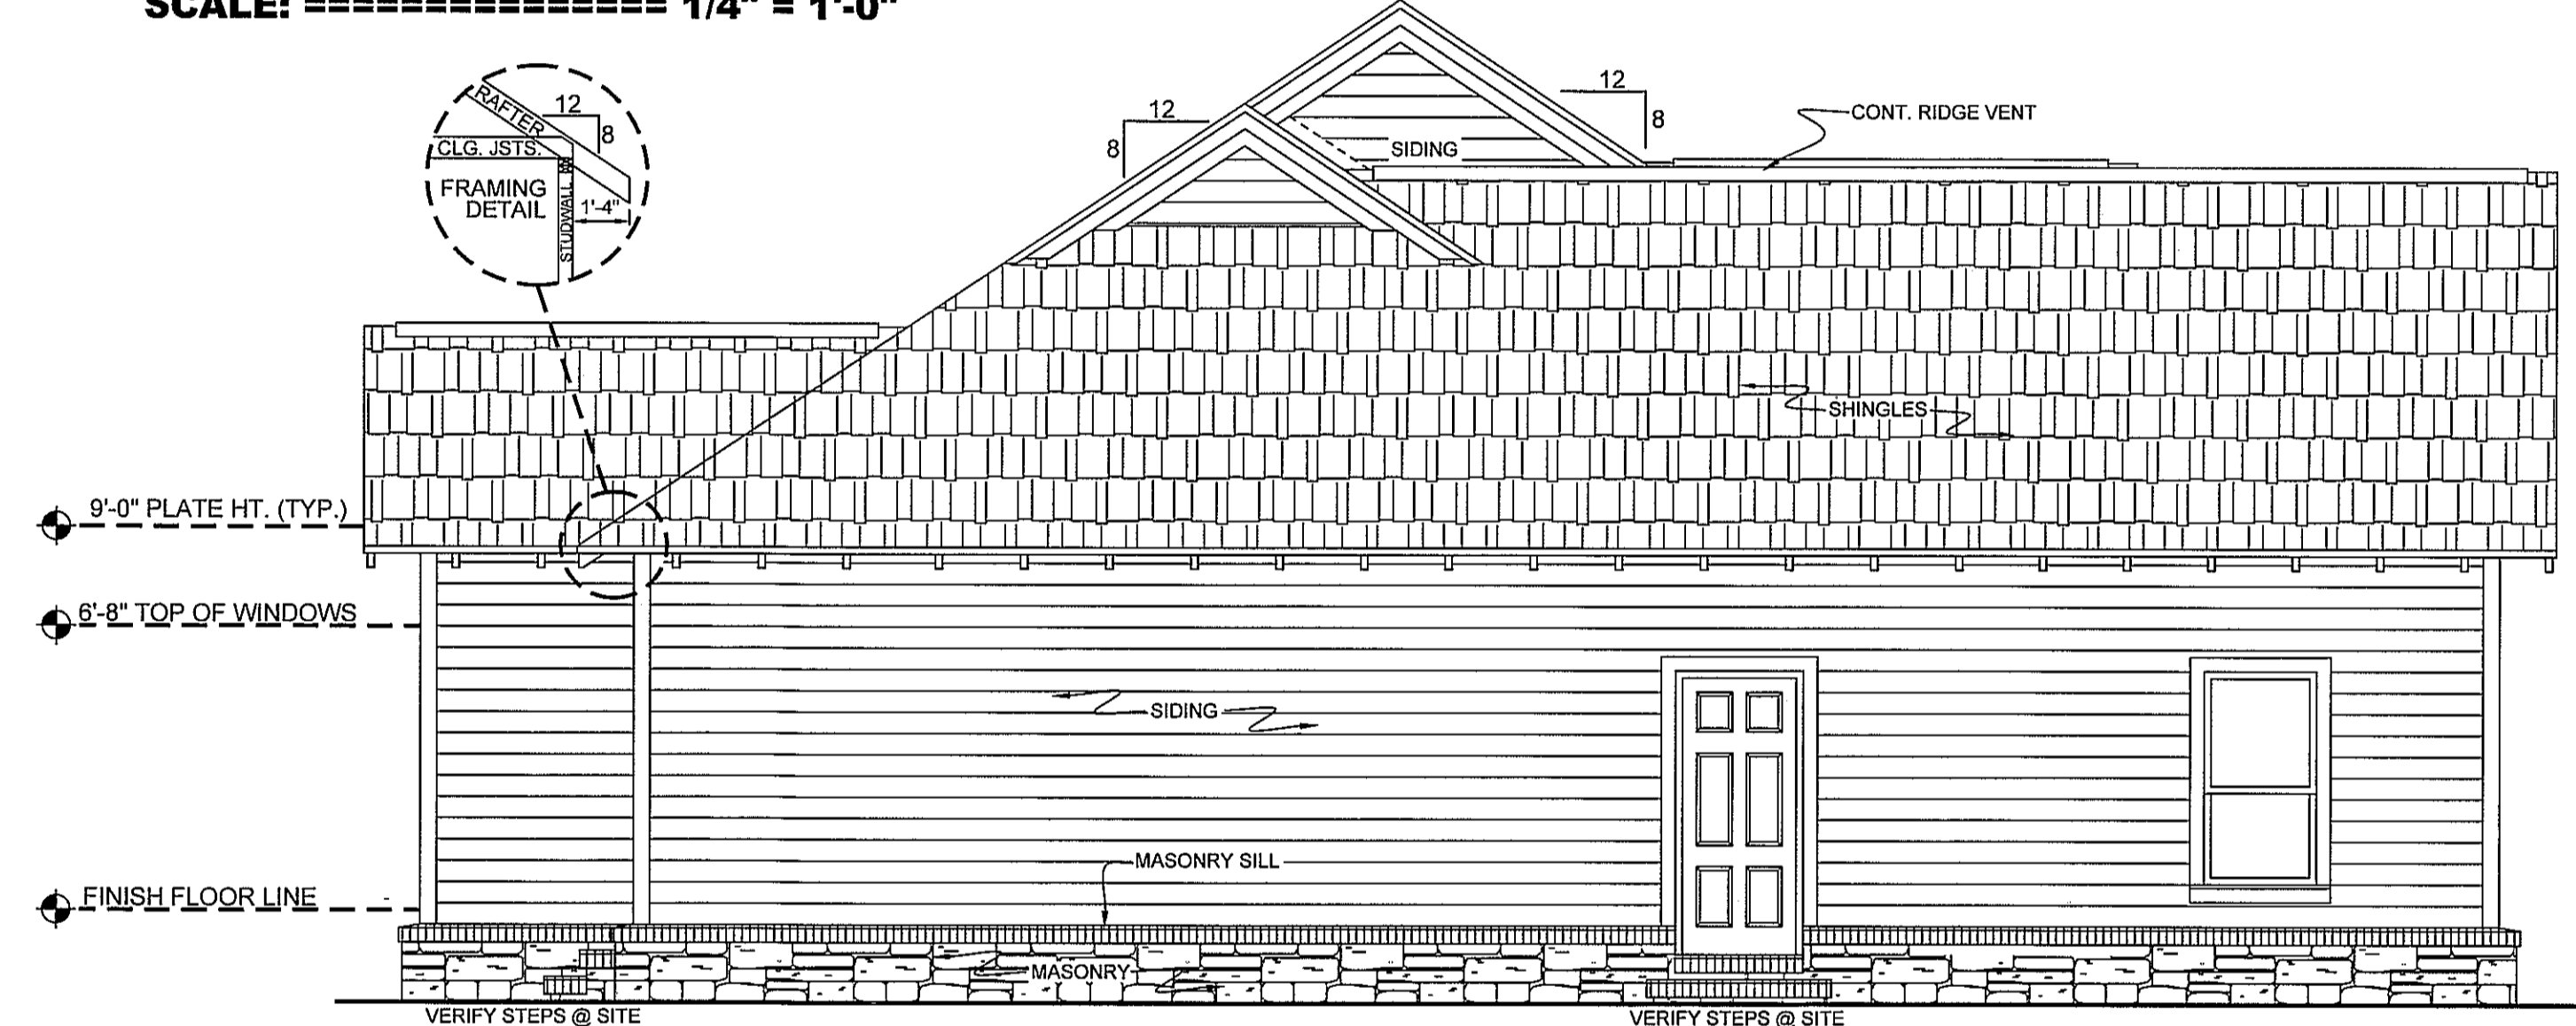 SCALE: =============== 1/4" = 1'-0"
12
8
RAFTER
CLG. JSTS.
FRAMING
DETAIL
STUDWALL
1'-4"
12
8
12
8
SIDING
CONT. RIDGE VENT
SHINGLES
9'-0" PLATE HT. (TYP.)
6'-8" TOP OF WINDOWS
SIDING
MASONRY SILL
FINISH FLOOR LINE
MASONRY
VERIFY STEPS @ SITE
VERIFY STEPS @ SITE